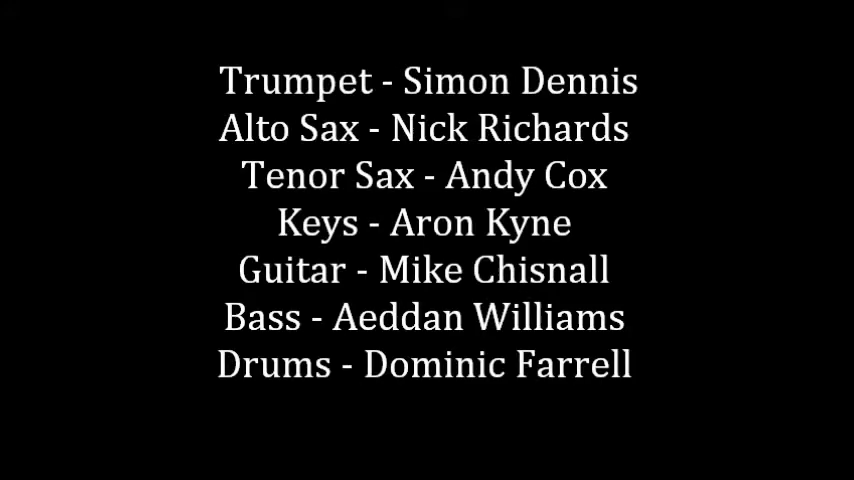 Trumpet - Simon Dennis
Alto Sax - Nick Richards
Tenor Sax - Andy Cox
Keys - Aron Kyne
Guitar - Mike Chisnall
Bass - Aeddan Williams
Drums - Dominic Farrell